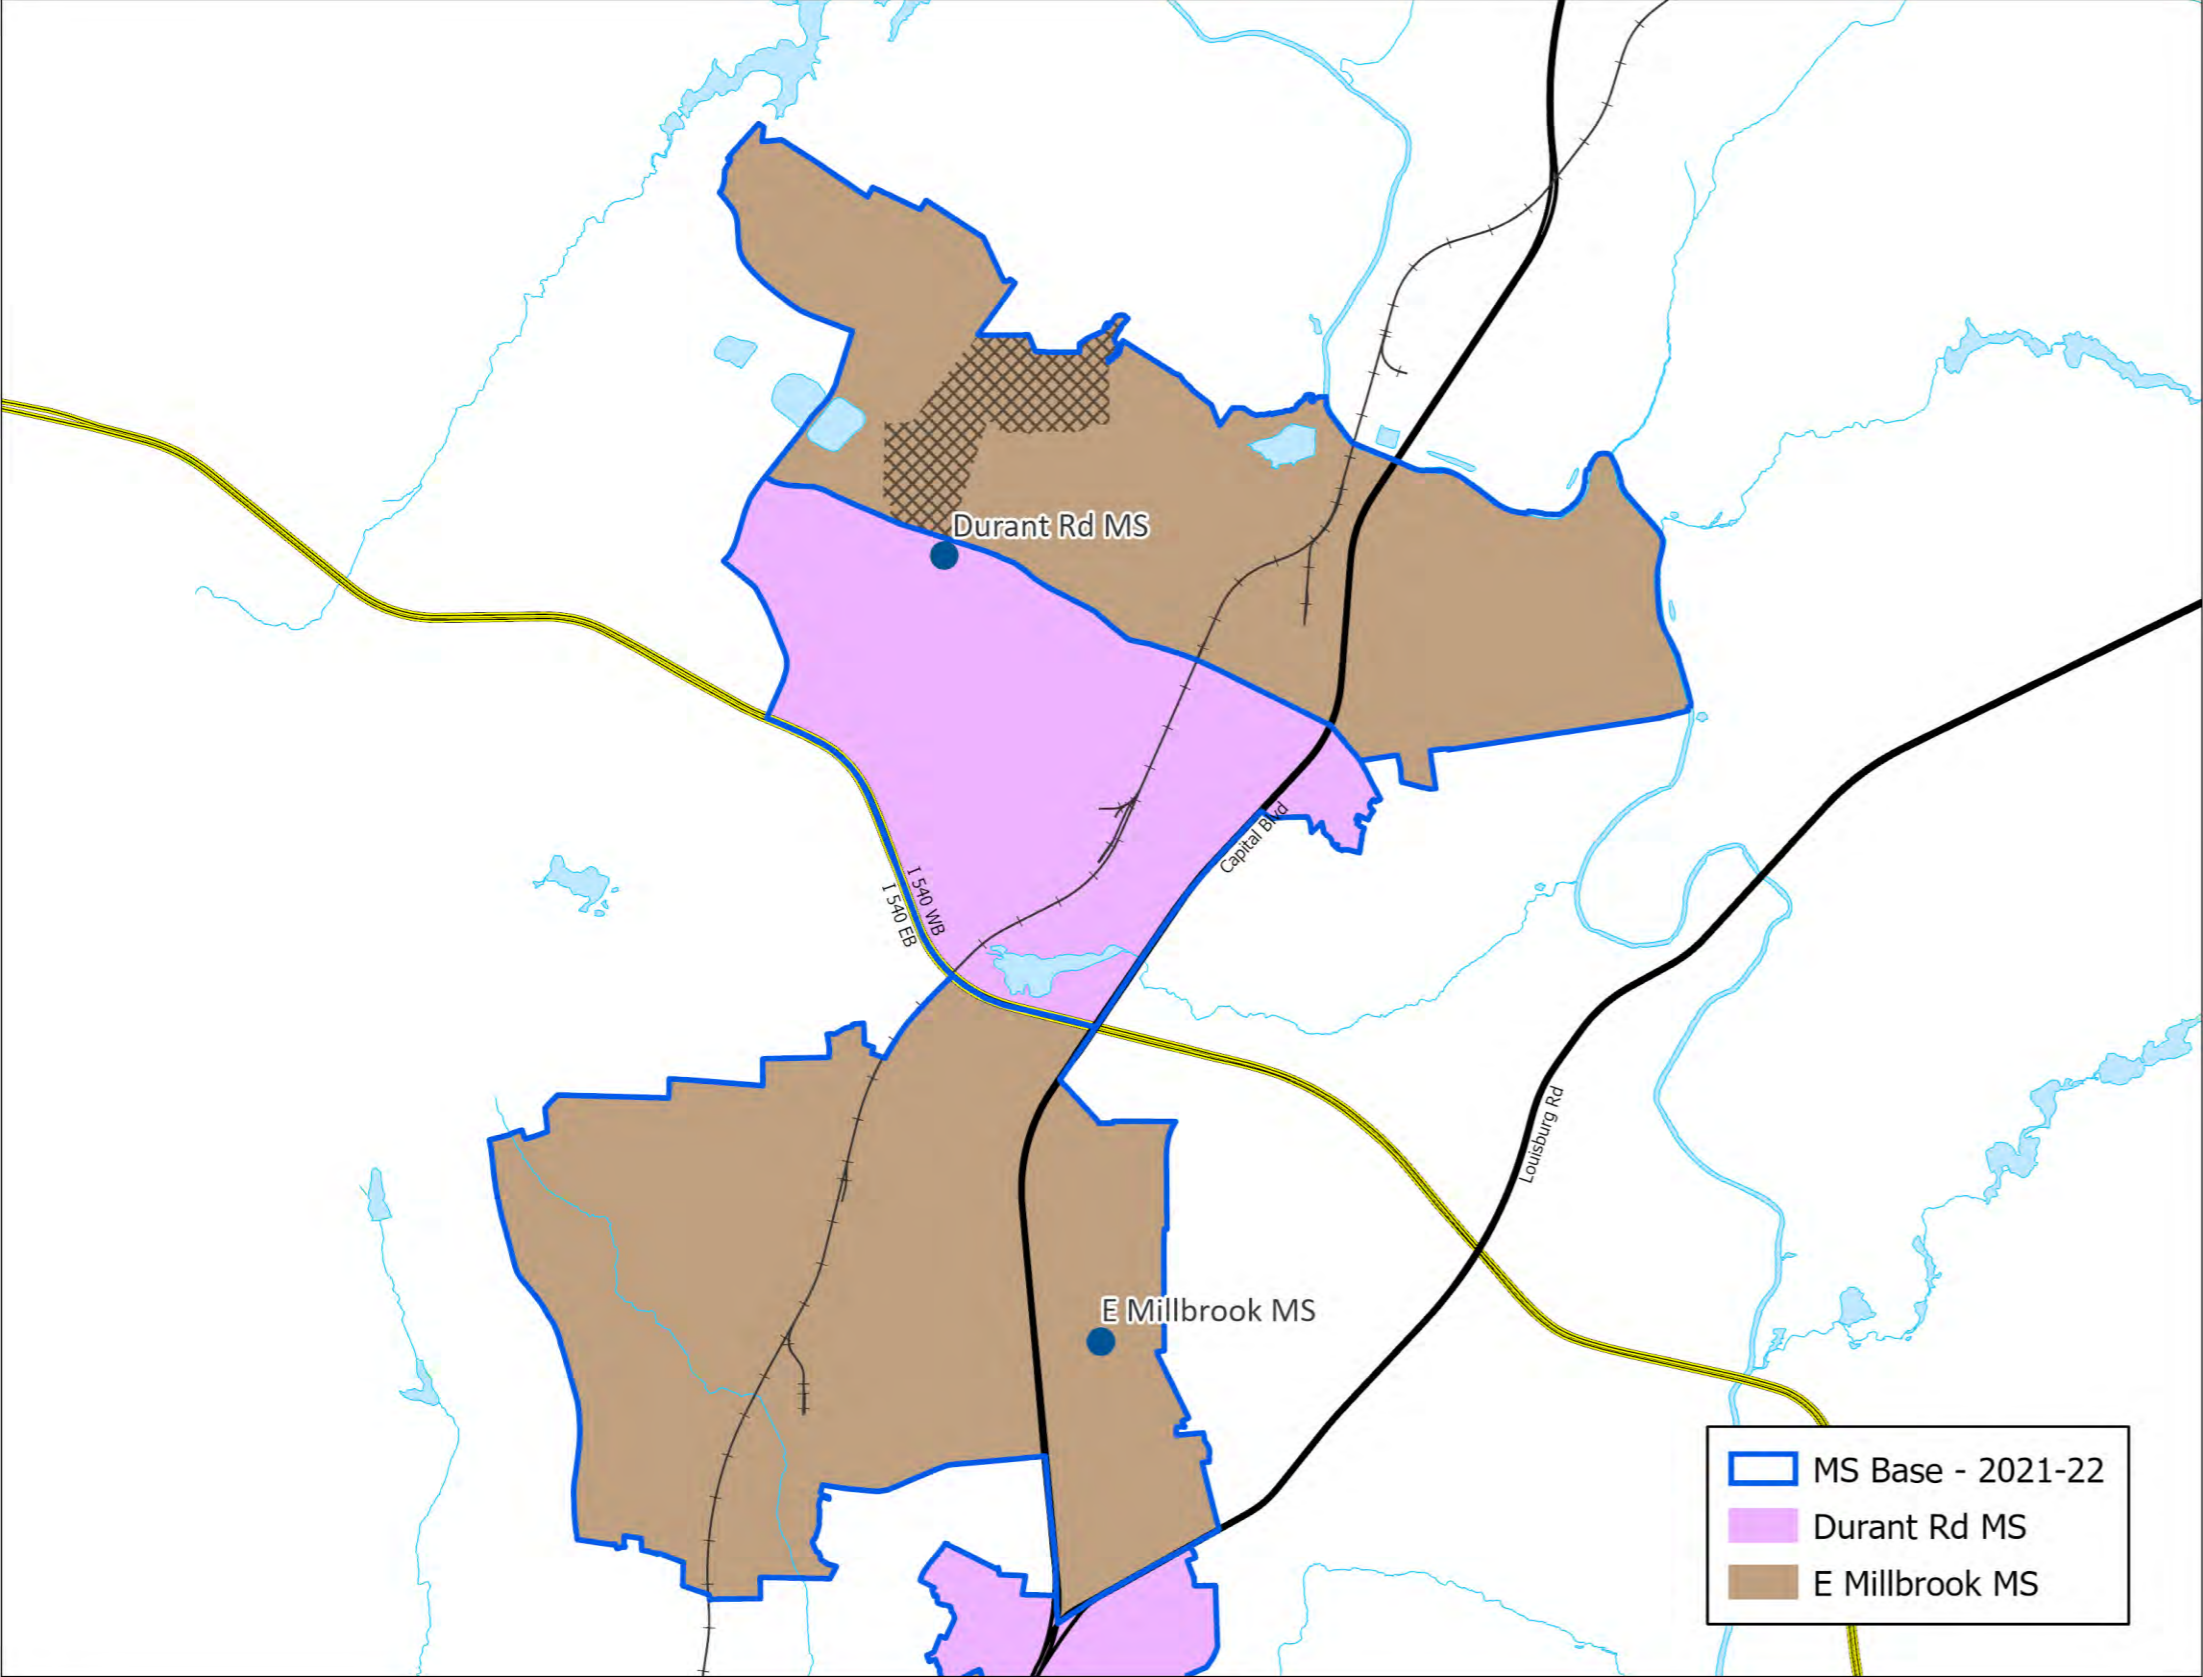 Durant Rd MS
Capital Blvd
I 540 WB
I 540 EB
Louisburg Rd
E Millbrook MS
MS Base - 2021-22
Durant Rd MS
E Millbrook MS